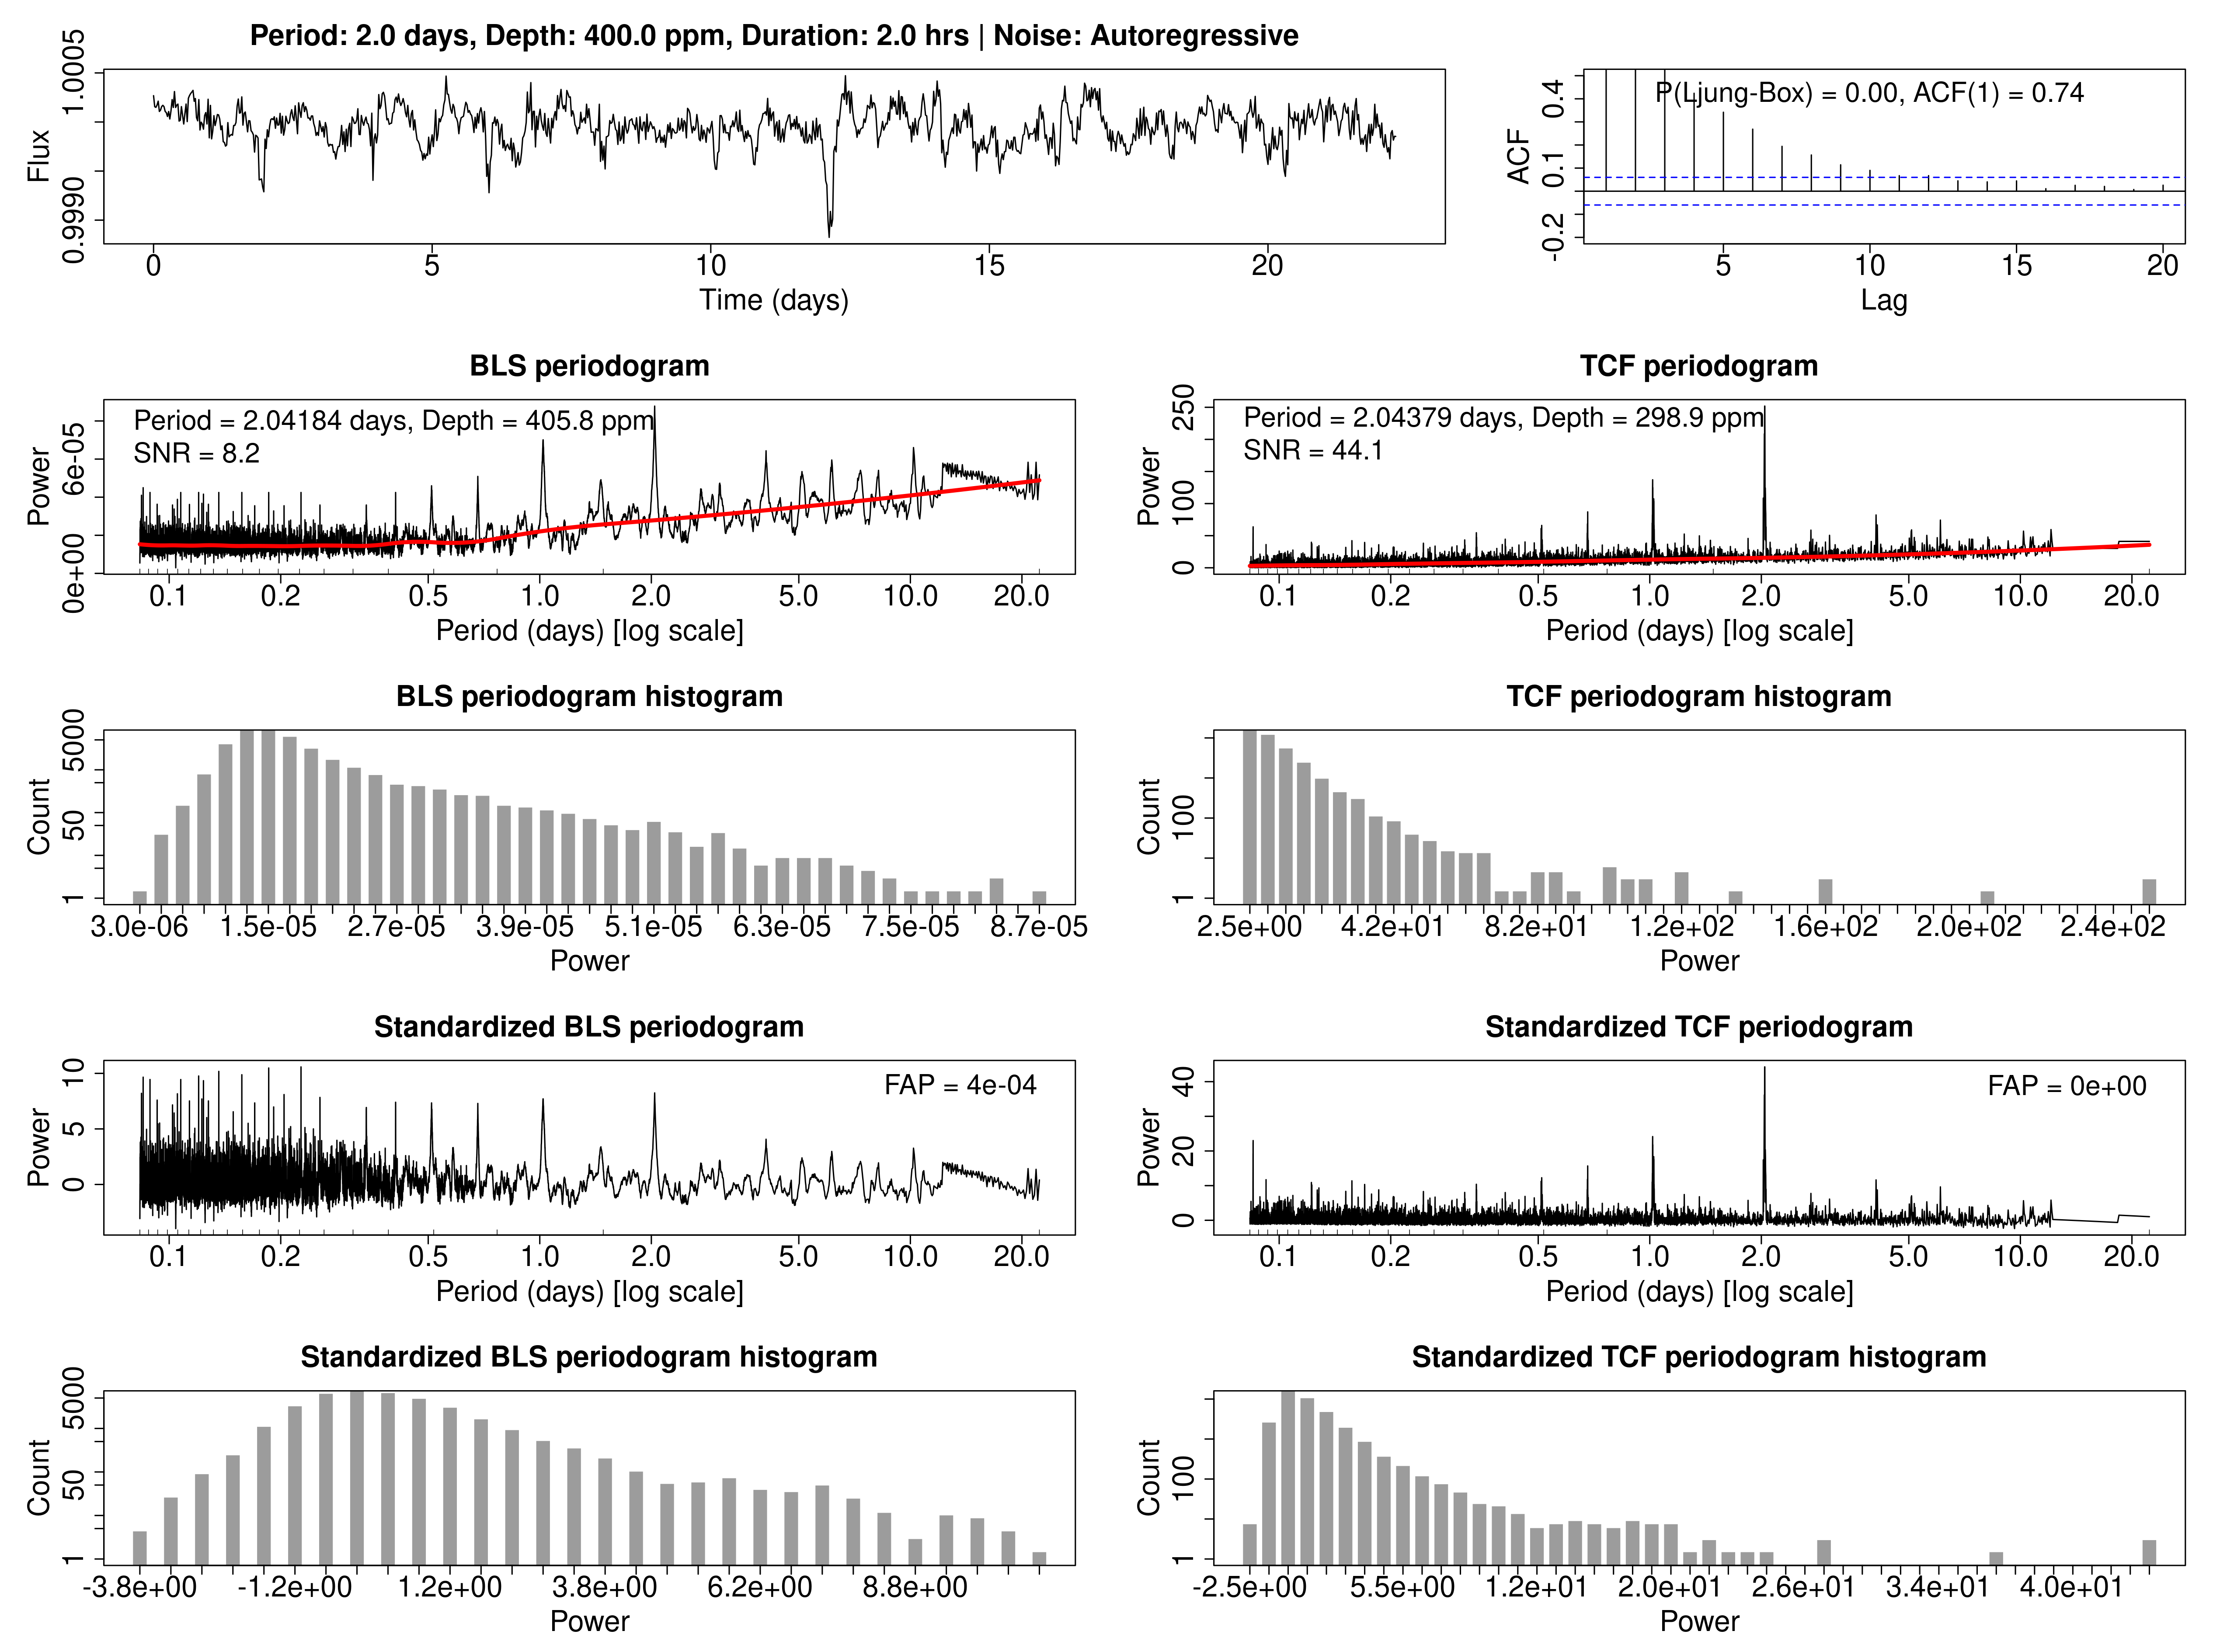 Period: 2.0 days, Depth: 400.0 ppm, Duration: 2.0 hrs | Noise: Autoregressive
Flux
1.0005
0.9990
0 5 10 15 20
Time (days)
P(Ljung-Box) = 0.00, ACF(1) = 0.74
ACF
0.4
0.1
-0.2
5 10 15 20
Lag
BLS periodogram
Period = 2.04184 days, Depth = 405.8 ppm
SNR = 8.2
Power
6e-05
0e+00
0.1 0.2 0.5 1.0 2.0 5.0 10.0 20.0
Period (days) [log scale]
TCF periodogram
Period = 2.04379 days, Depth = 298.9 ppm
SNR = 44.1
Power
250
100
0
0.1 0.2 0.5 1.0 2.0 5.0 10.0 20.0
Period (days) [log scale]
BLS periodogram histogram
Count
5000
50
1
3.0e-06 1.5e-05 2.7e-05 3.9e-05 5.1e-05 6.3e-05 7.5e-05 8.7e-05
Power
TCF periodogram histogram
Count
100
1
2.5e+00 4.2e+01 8.2e+01 1.2e+02 1.6e+02 2.0e+02 2.4e+02
Power
Standardized BLS periodogram
FAP = 4e-04
Power
10
5
0
0.1 0.2 0.5 1.0 2.0 5.0 10.0 20.0
Period (days) [log scale]
Standardized TCF periodogram
FAP = 0e+00
Power
40
20
0
0.1 0.2 0.5 1.0 2.0 5.0 10.0 20.0
Period (days) [log scale]
Standardized BLS periodogram histogram
Count
5000
50
1
-3.8e+00 -1.2e+00 1.2e+00 3.8e+00 6.2e+00 8.8e+00
Power
Standardized TCF periodogram histogram
Count
100
1
-2.5e+00 5.5e+00 1.2e+01 2.0e+01 2.6e+01 3.4e+01 4.0e+01
Power